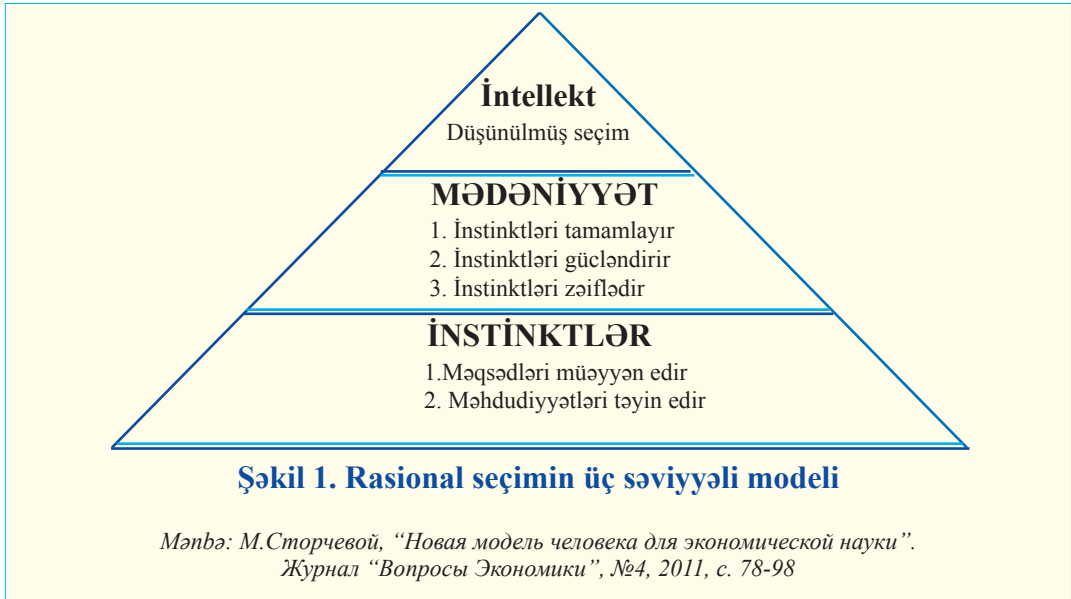 İntellekt
Düşünülmüş seçim
MƏDƏNİYYƏT
1. İnstinktləri tamamlayır
2. İnstinktləri gücləndirir
3. İnstinktləri zəiflədir
İNSTİNKTLƏR
1.Məqsədləri müəyyən edir
2. Məhdudiyyətləri təyin edir
Şəkil 1. Rasional seçimin üç səviyyəli modeli
Mənbə: М.Сторчевой, “Новая модель человека для экономической науки”.
Журнал “Вопросы Экономики”, №4, 2011, с. 78-98